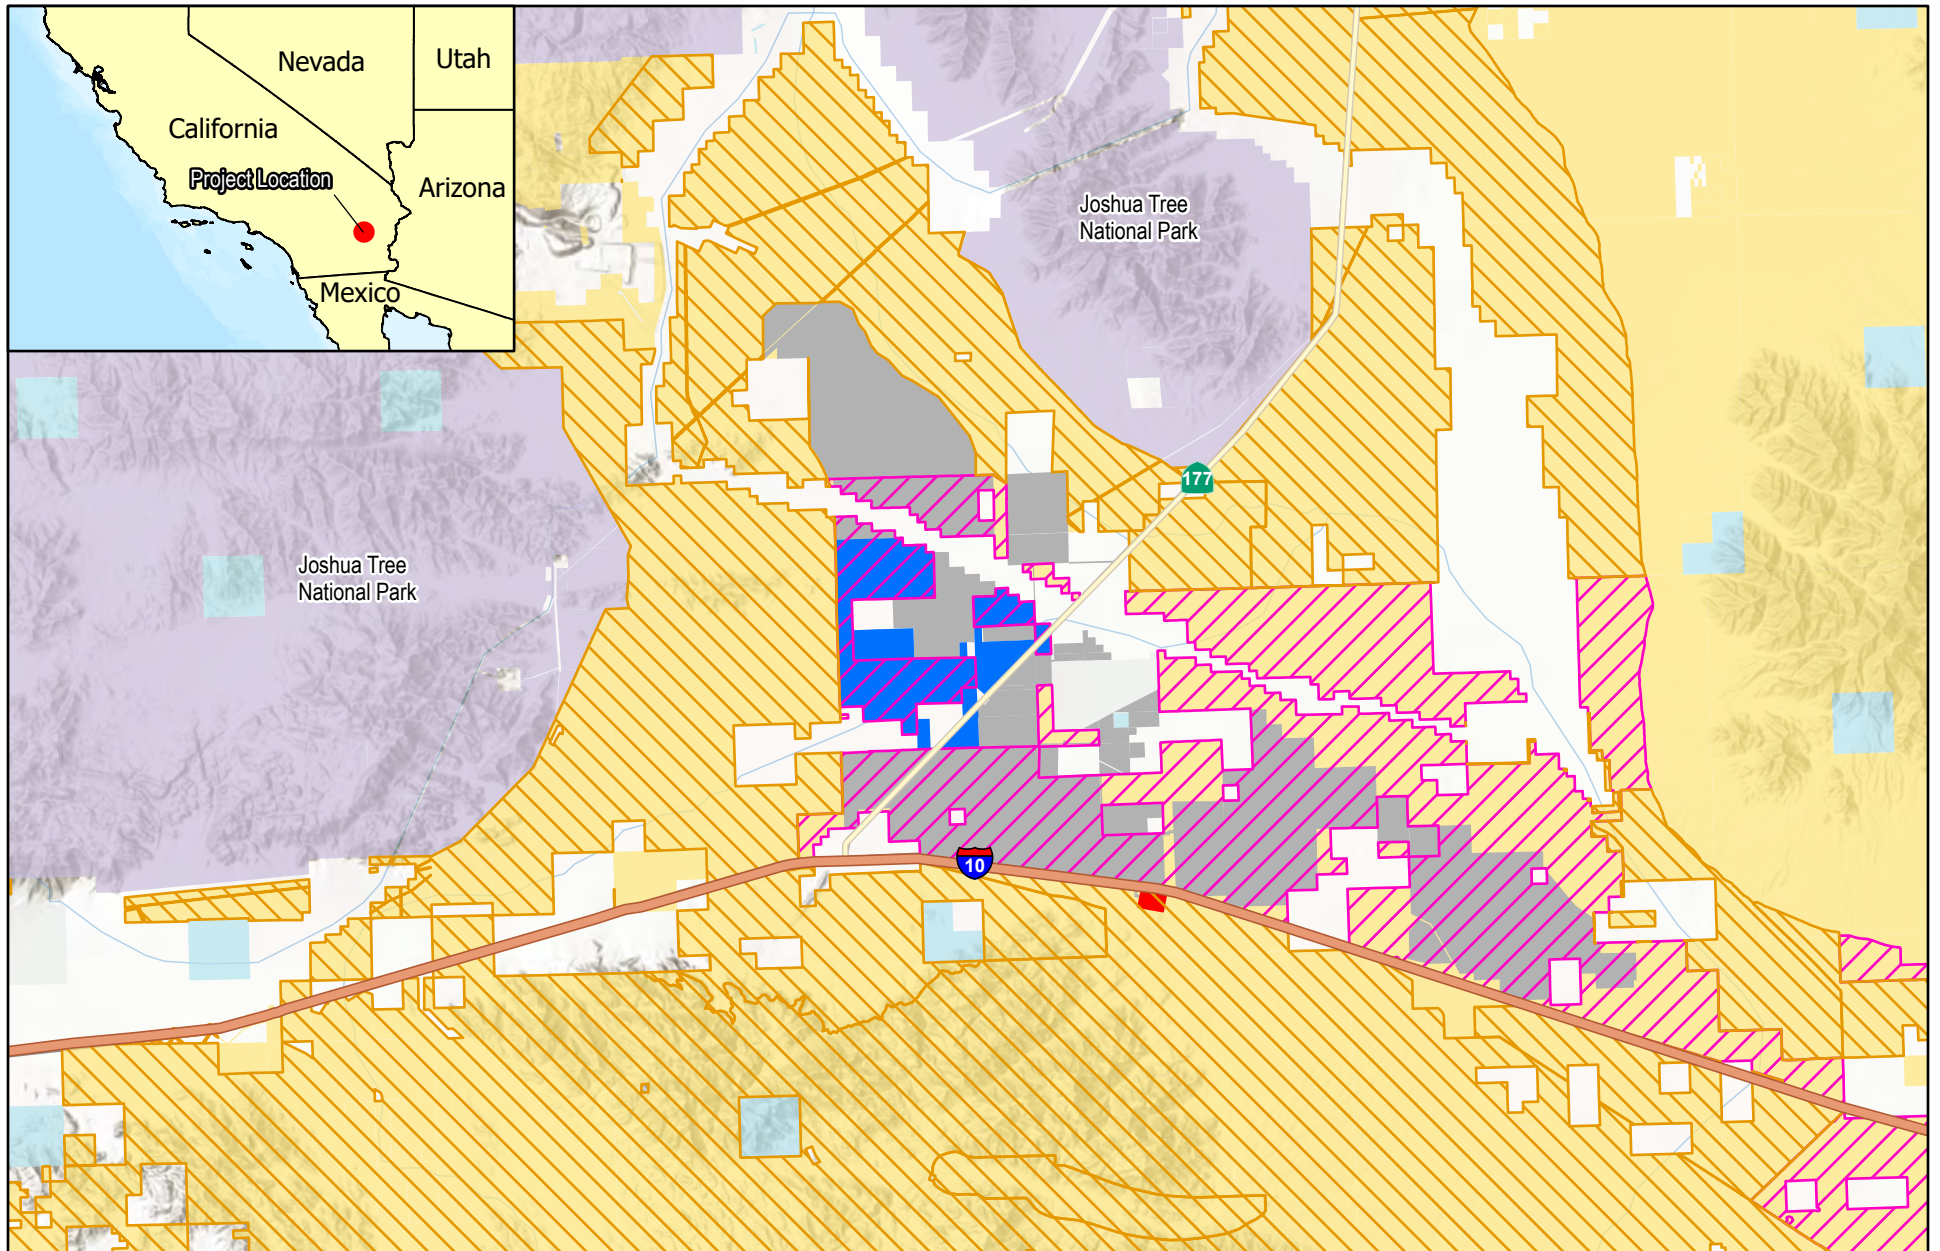 Nevada
Utah
California
Project Location
Arizona
Mexico
Joshua Tree
National Park
177
Joshua Tree
National Park
10